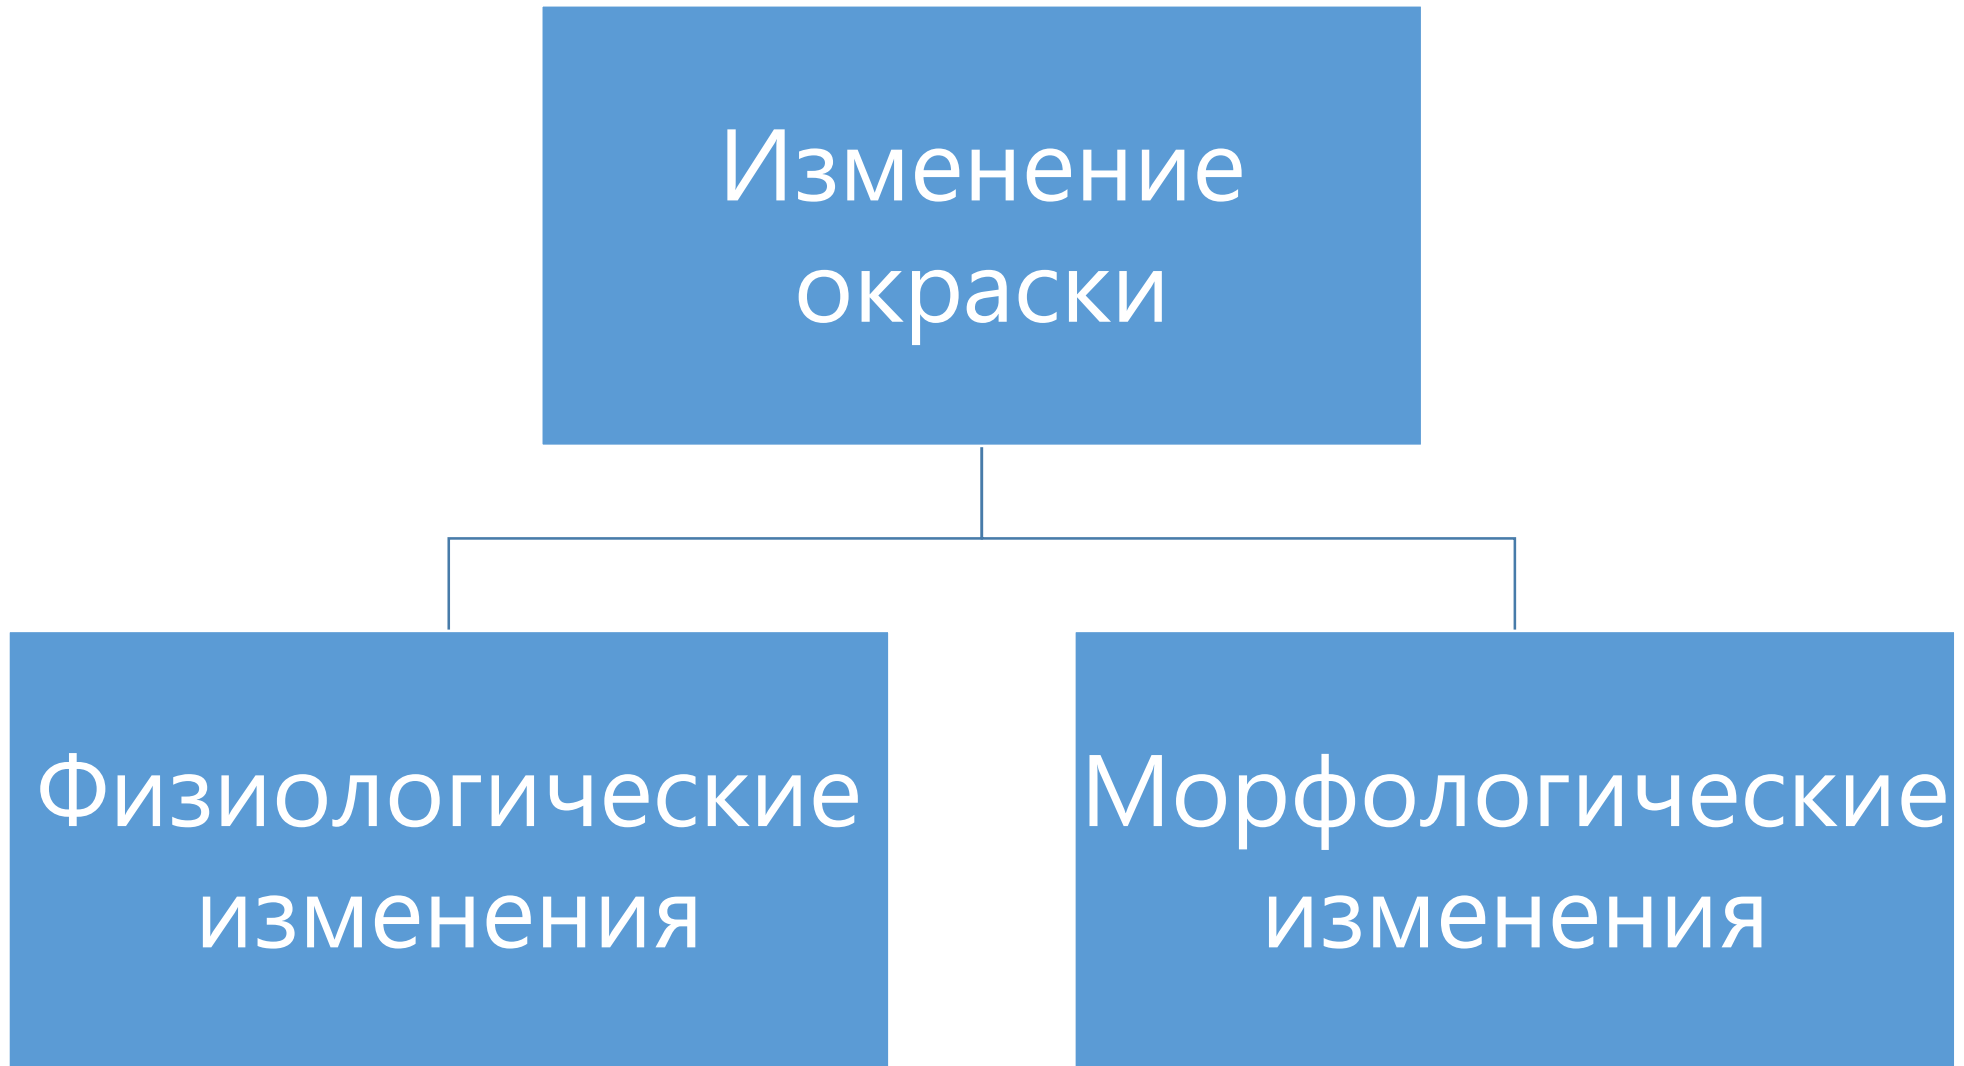 Изменение
окраски
Физиологические
изменения
Морфологические
изменения